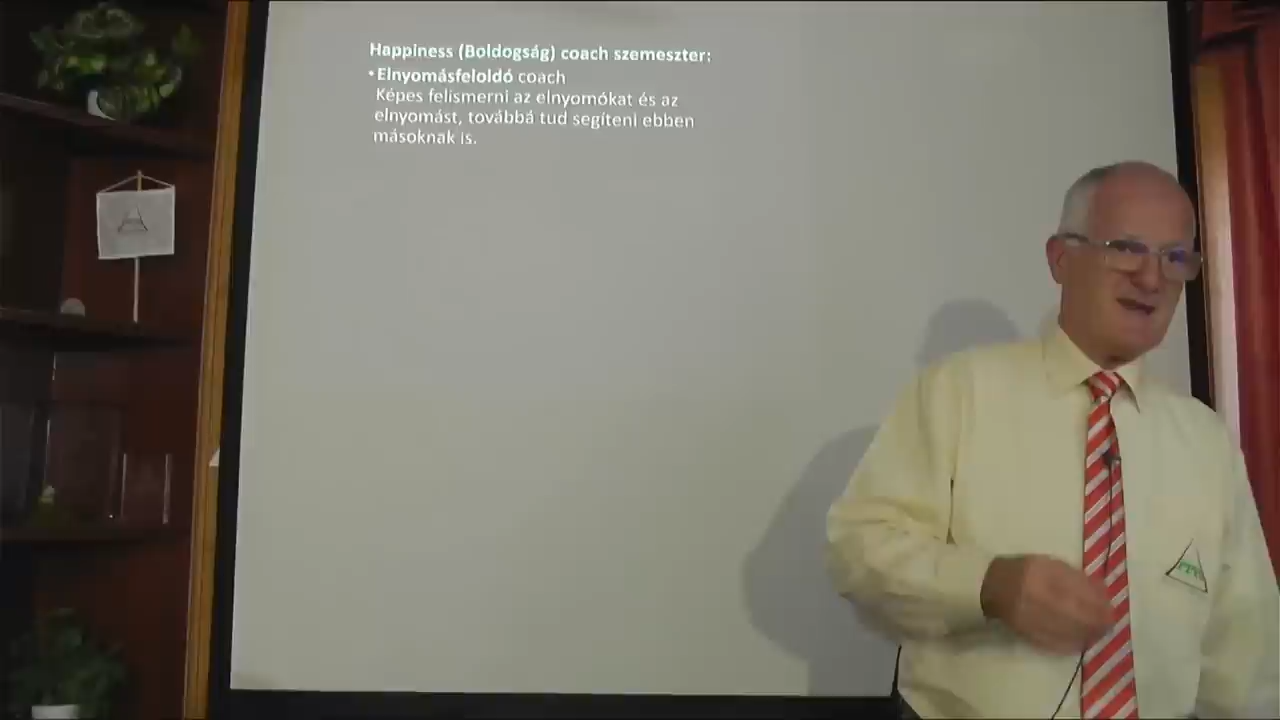 Happiness (Boldogság) coach szemeszter:
•Elnyomásfeloldó coach
Képes felismerni az elnyomókat és az
elnyomást, továbbá tud segíteni ebben
másoknak is.